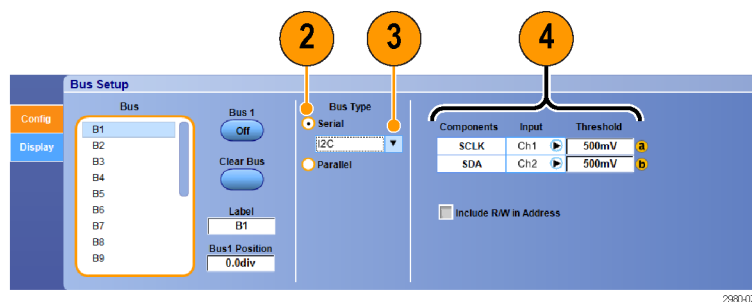 2 3 4
Bus Setup
Config
Display
Bus
B1
B2
B3
B4
B5
B6
B7
B8
B9
Bus 1
Off
Clear Bus
Label
B1
Bus1 Position
0.0div
Bus Type
Serial
I2C
Parallel
Components Input Threshold
SCLK Ch1 500mV a
SDA Ch2 500mV b
Include R/W in Address